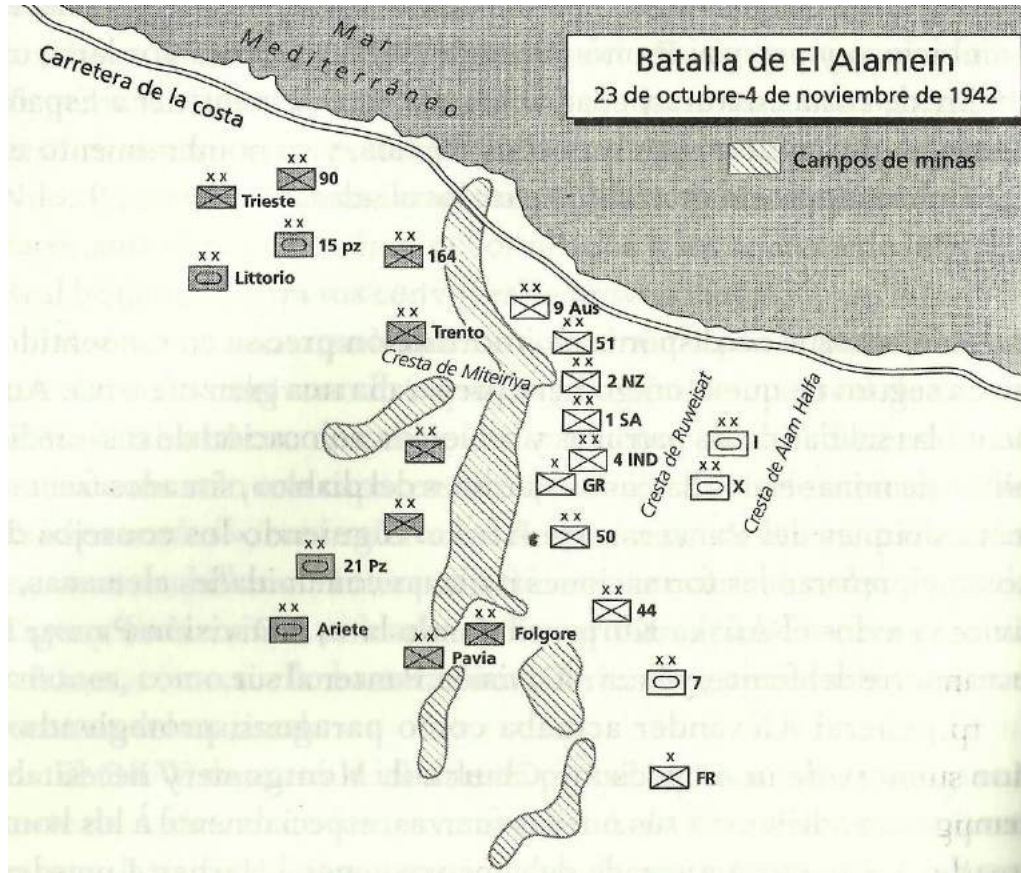 Mar
Mediterráneo
Carretera de la costa
Batalla de El Alamein
23 de octubre-4 de noviembre de 1942
Campos de minas
xx
90
xx
Trieste
xx
15 pz
xx
164
xx
Littorio
xx
9 Aus
xx
Trento
xx
51
Cresta de Miteiriya
xx
2 NZ
xx
1 SA
Cresta de Ruweisat
Cresta de Alam Halfa
xx
xx
xx
4 IND
x
GR
xx
X
xx
xx
50
xx
21 Pz
xx
44
xx
Ariete
xx
Folgore
xx
Pavia
xx
7
x
FR